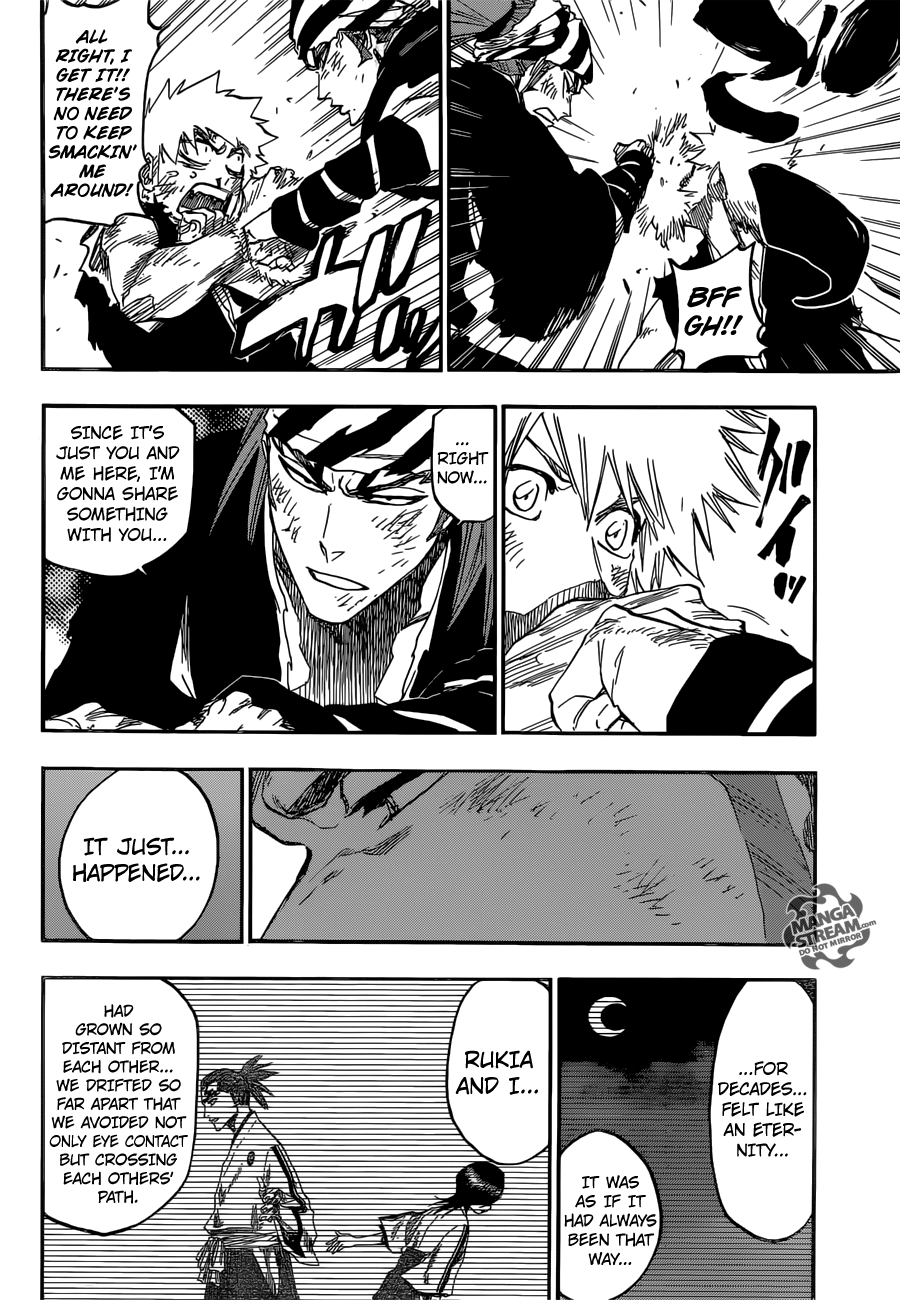 BFF
GH!!
ALL
RIGHT, I
GET IT!!
THERE'S
NO NEED
TO KEEP
SMACKIN'
ME
AROUND!
...
RIGHT
NOW...
SINCE IT'S
JUST YOU AND
ME HERE, I'M
GONNA SHARE
SOMETHING
WITH YOU...
IT JUST...
HAPPENED...
MANGA
STREAM.com
DO NOT MIRROR
...FOR
DECADES...
FELT LIKE
AN ETER-
NITY...
IT WAS
AS IF IT
HAD ALWAYS
BEEN THAT
WAY...
RUKIA
AND I...
HAD
GROWN SO
DISTANT FROM
EACH OTHER...
WE DRIFTED SO
FAR APART THAT
WE AVOIDED NOT
ONLY EYE CONTACT
BUT CROSSING
EACH OTHERS'
PATH.